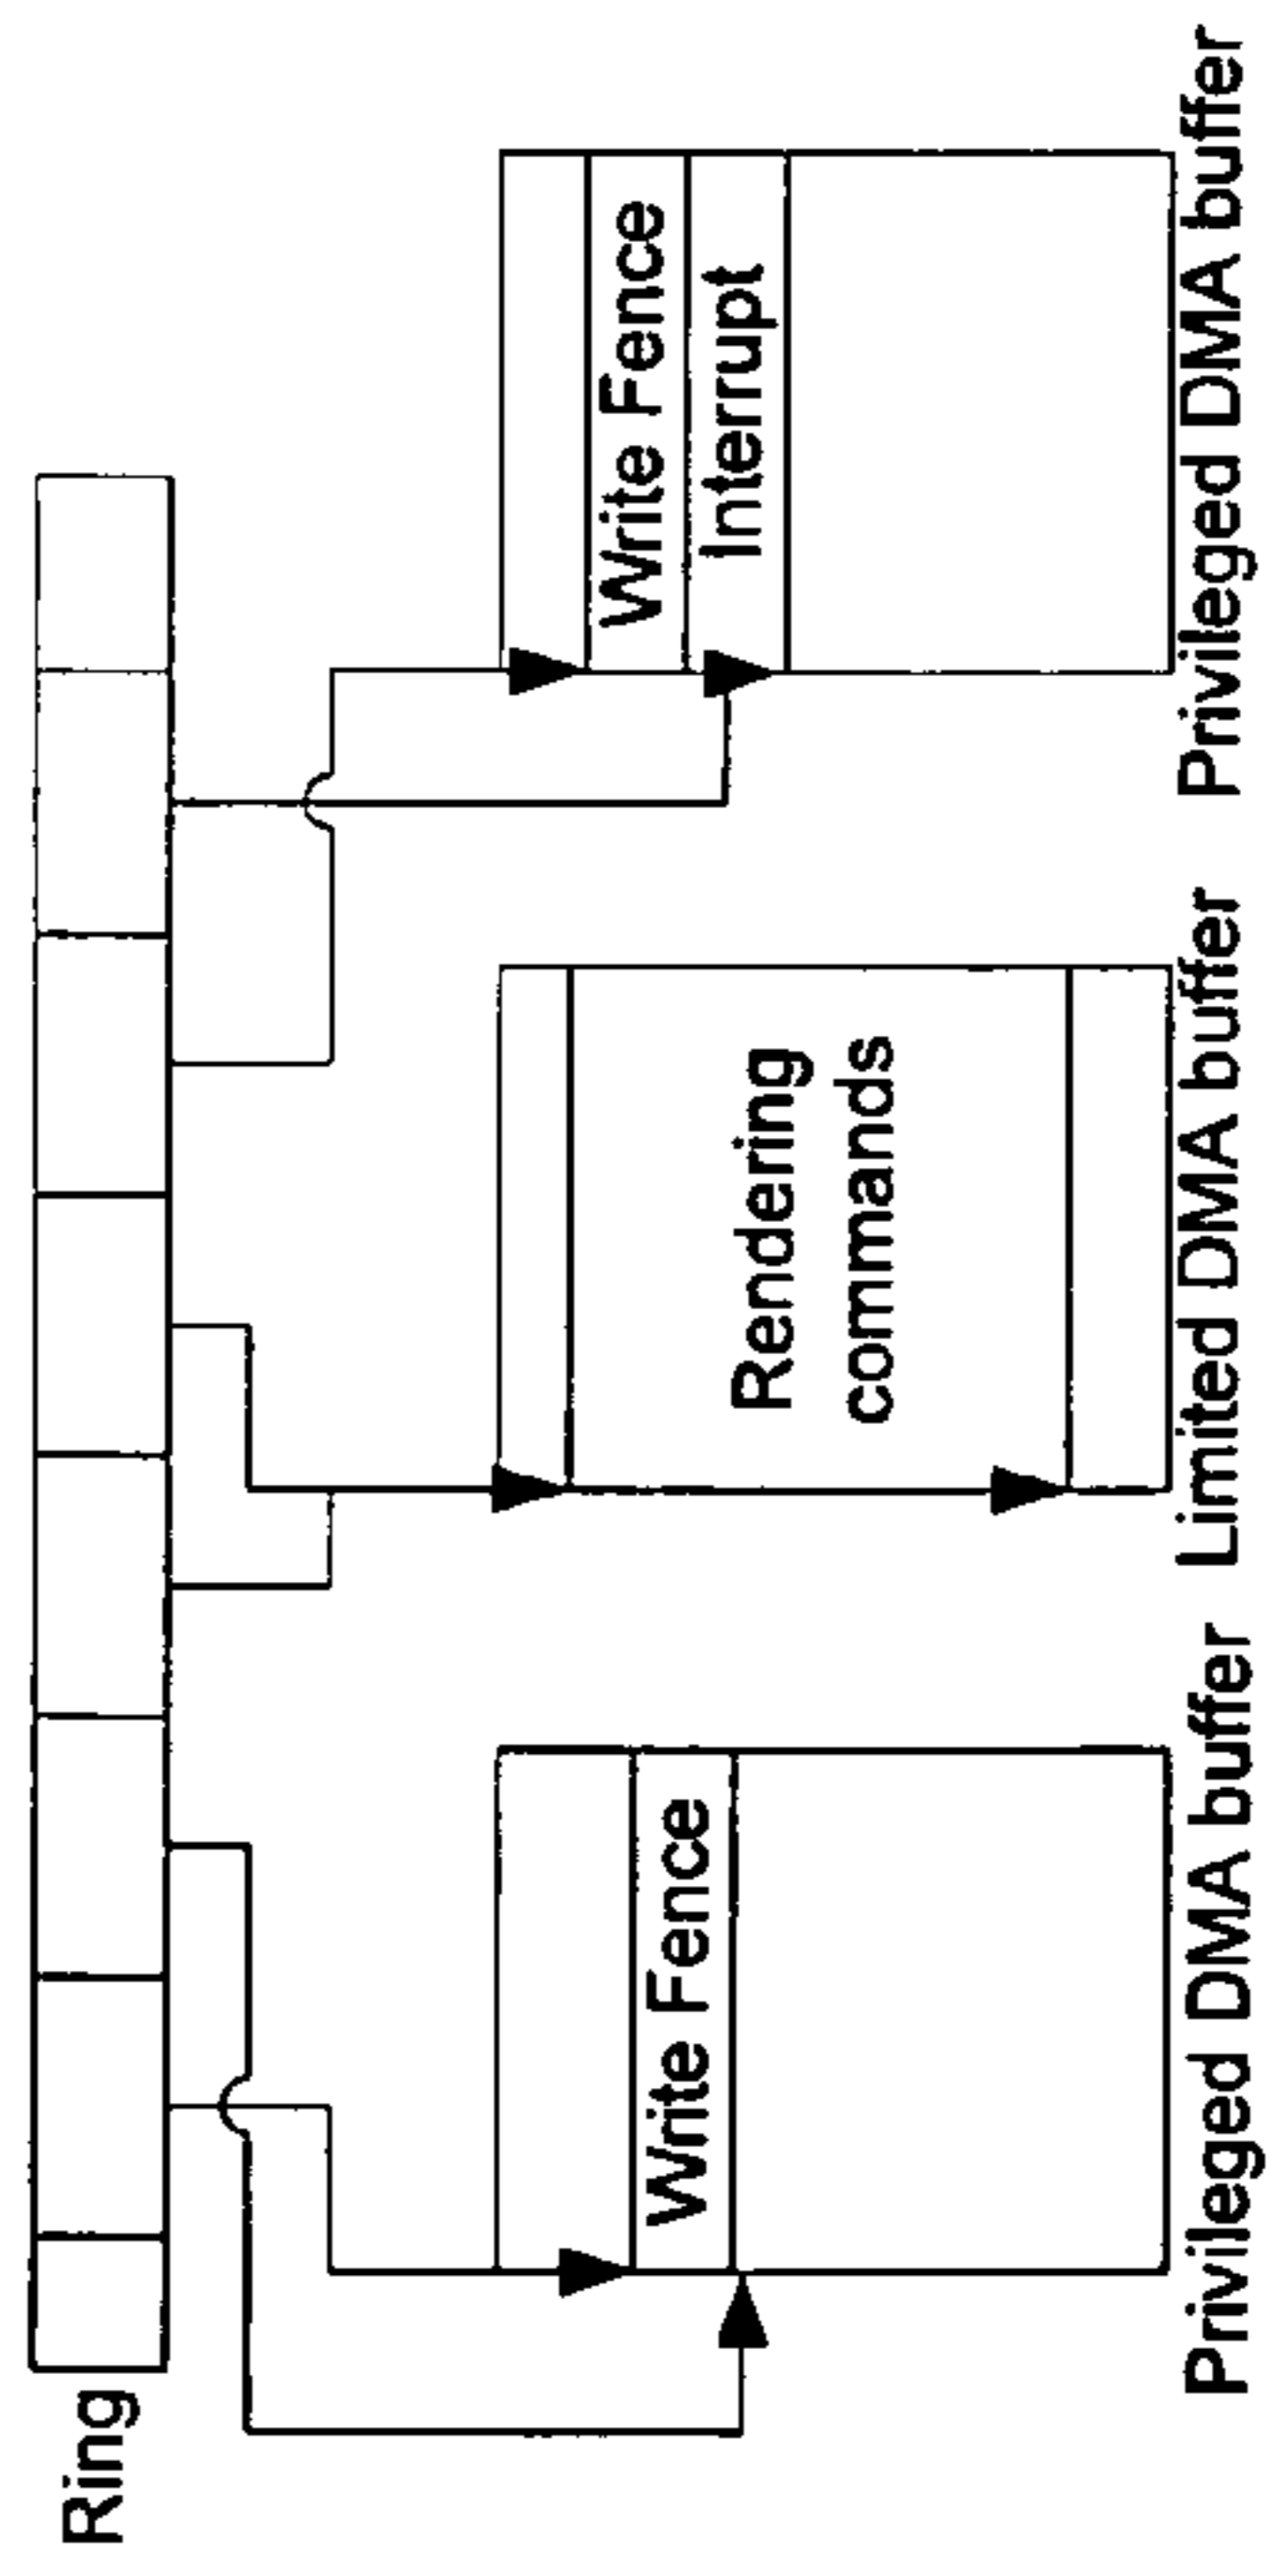 Ring
Write Fence
Rendering
commands
Write Fence
Interrupt
Privileged DMA buffer
Limited DMA buffer
Privileged DMA buffer